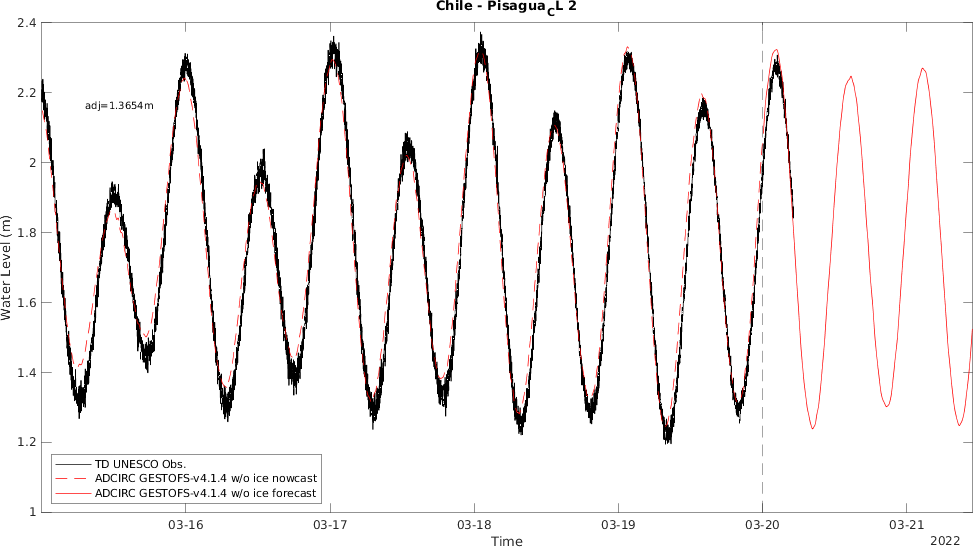 Chile - Pisagua_CL 2
2.4
2.2
2
1.8
1.6
1.4
1.2
1
Water Level (m)
adj=1.3654m
TD UNESCO Obs.
ADCIRC GESTOFS-v4.1.4 w/o ice nowcast
ADCIRC GESTOFS-v4.1.4 w/o ice forecast
03-16 03-17 03-18 03-19 03-20 03-21
Time
2022